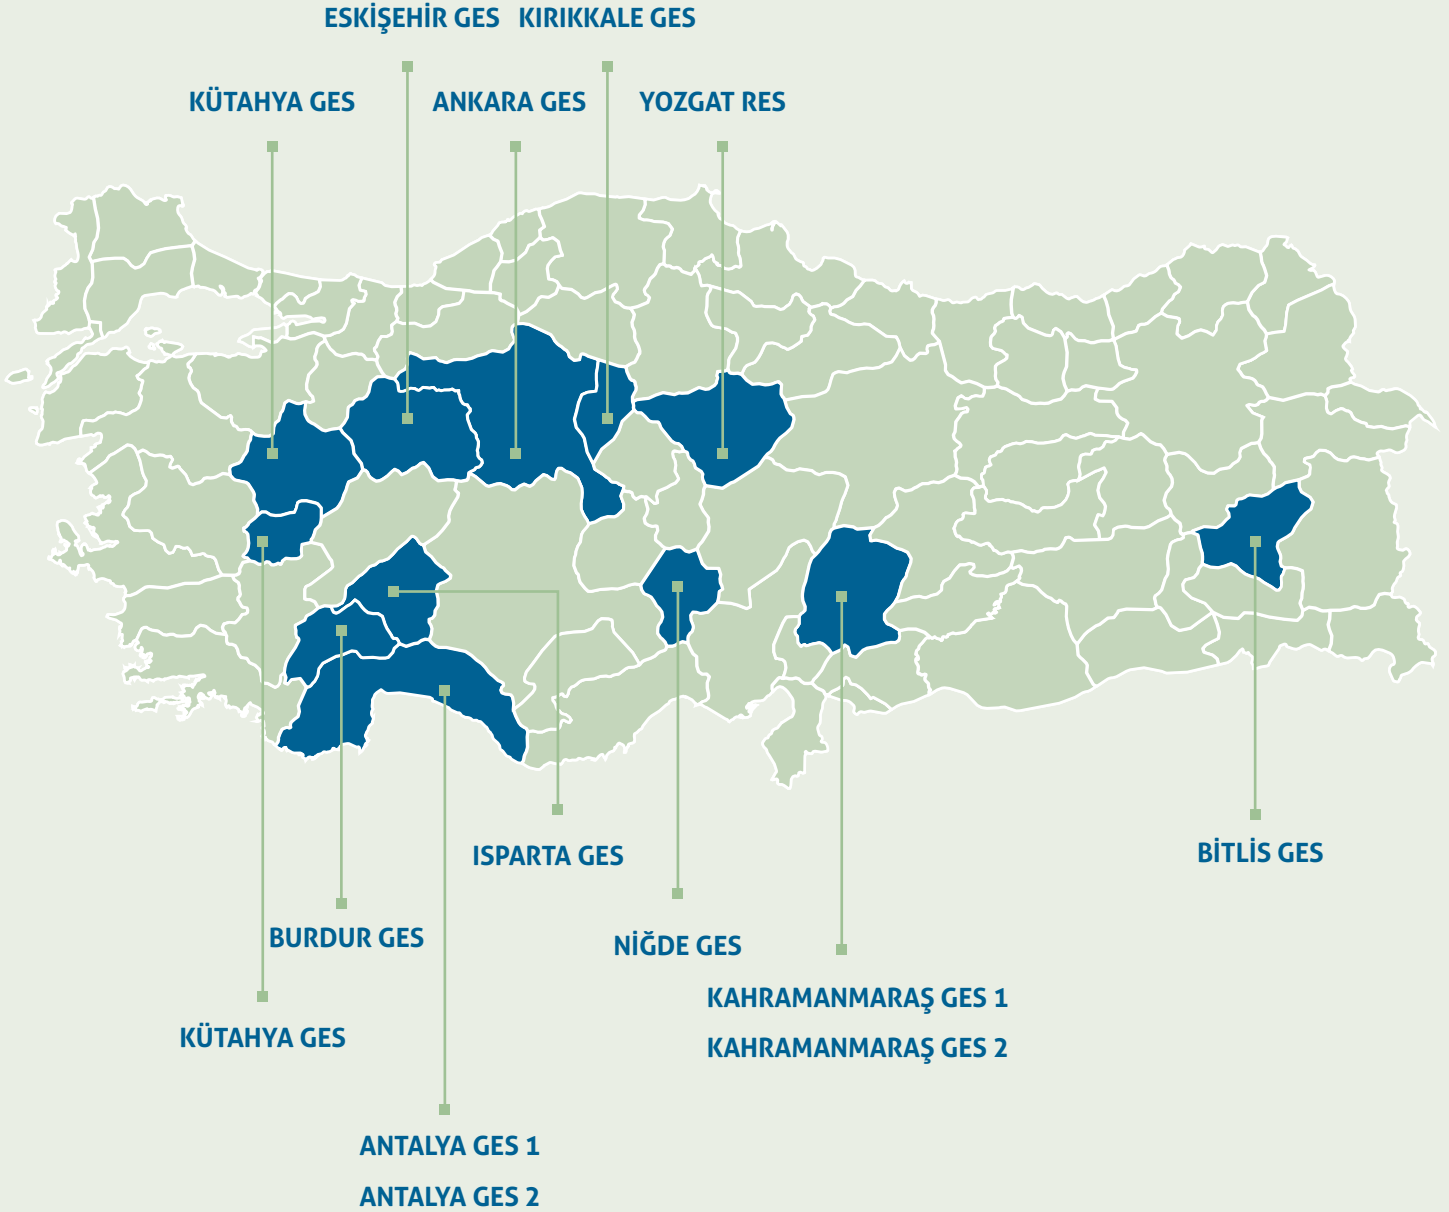 ESKİŞEHİR GES KIRIKKALE GES
KÜTAHYA GES ANKARA GES YOZGAT RES
ISPARTA GES
BİTLİS GES
BURDUR GES
NİĞDE GES
KAHRAMANMARAŞ GES 1
KÜTAHYA GES
KAHRAMANMARAŞ GES 2
ANTALYA GES 1
ANTALYA GES 2